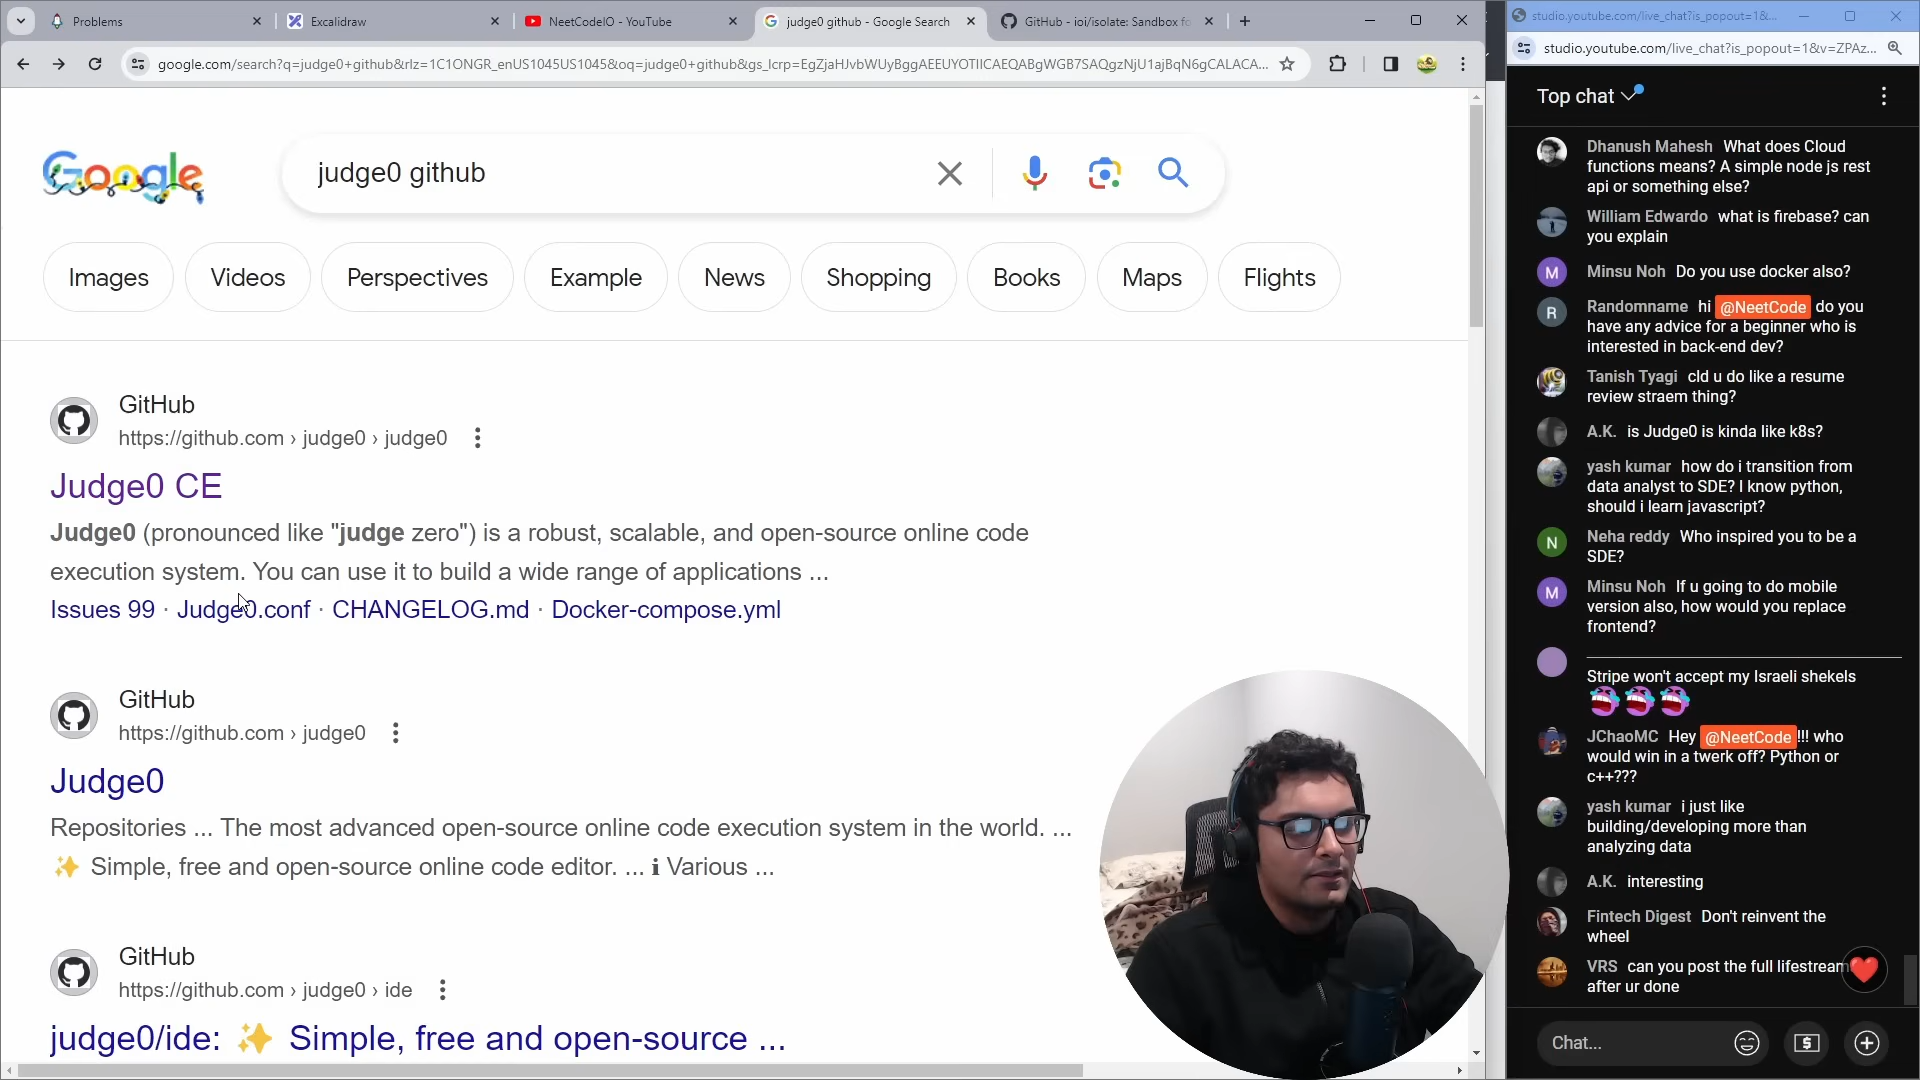 Problems
Excalidraw
NeetCodeIO - YouTube
judge0 github - Google Search
GitHub - ioi/isolate: Sandbox fo
google.com/search?q=judge0+github&rlz=1C1ONGR_enUS1045US1045&oq=judge0+github&gs_lcrp=EgZjaHJvbWUyBggAEEUYOTIICAEQABgWGB7SAQgzNjU1ajBqN6gCALACA...
Google
judge0 github
Images
Videos
Perspectives
Example
News
Shopping
Books
Maps
Flights
GitHub
https://github.com › judge0 › judge0
Judge0 CE
Judge0 (pronounced like "judge zero") is a robust, scalable, and open-source online code
execution system. You can use it to build a wide range of applications ...
Issues 99 · Judge0.conf · CHANGELOG.md · Docker-compose.yml
GitHub
https://github.com › judge0
Judge0
Repositories ... The most advanced open-source online code execution system in the world. ...
✨ Simple, free and open-source online code editor. ... ℹ Various ...
GitHub
https://github.com › judge0 › ide
judge0/ide: ✨ Simple, free and open-source ...
studio.youtube.com/live_chat?is_popout=1&...
studio.youtube.com/live_chat?is_popout=1&v=ZPAz...
Top chat
Dhanush Mahesh What does Cloud
functions means? A simple node js rest
api or something else?
William Edwardo what is firebase? can
you explain
M
Minsu Noh Do you use docker also?
R
Randomname hi @NeetCode do you
have any advice for a beginner who is
interested in back-end dev?
Tanish Tyagi cld u do like a resume
review straem thing?
A.K. is Judge0 is kinda like k8s?
yash kumar how do i transition from
data analyst to SDE? I know python,
should i learn javascript?
N
Neha reddy Who inspired you to be a
SDE?
M
Minsu Noh If u going to do mobile
version also, how would you replace
frontend?
Stripe won't accept my Israeli shekels
JChaoMC Hey @NeetCode !!! who
would win in a twerk off? Python or
c++???
yash kumar i just like
building/developing more than
analyzing data
A.K. interesting
Fintech Digest Don't reinvent the
wheel
VRS can you post the full lifestream
after ur done
Chat...